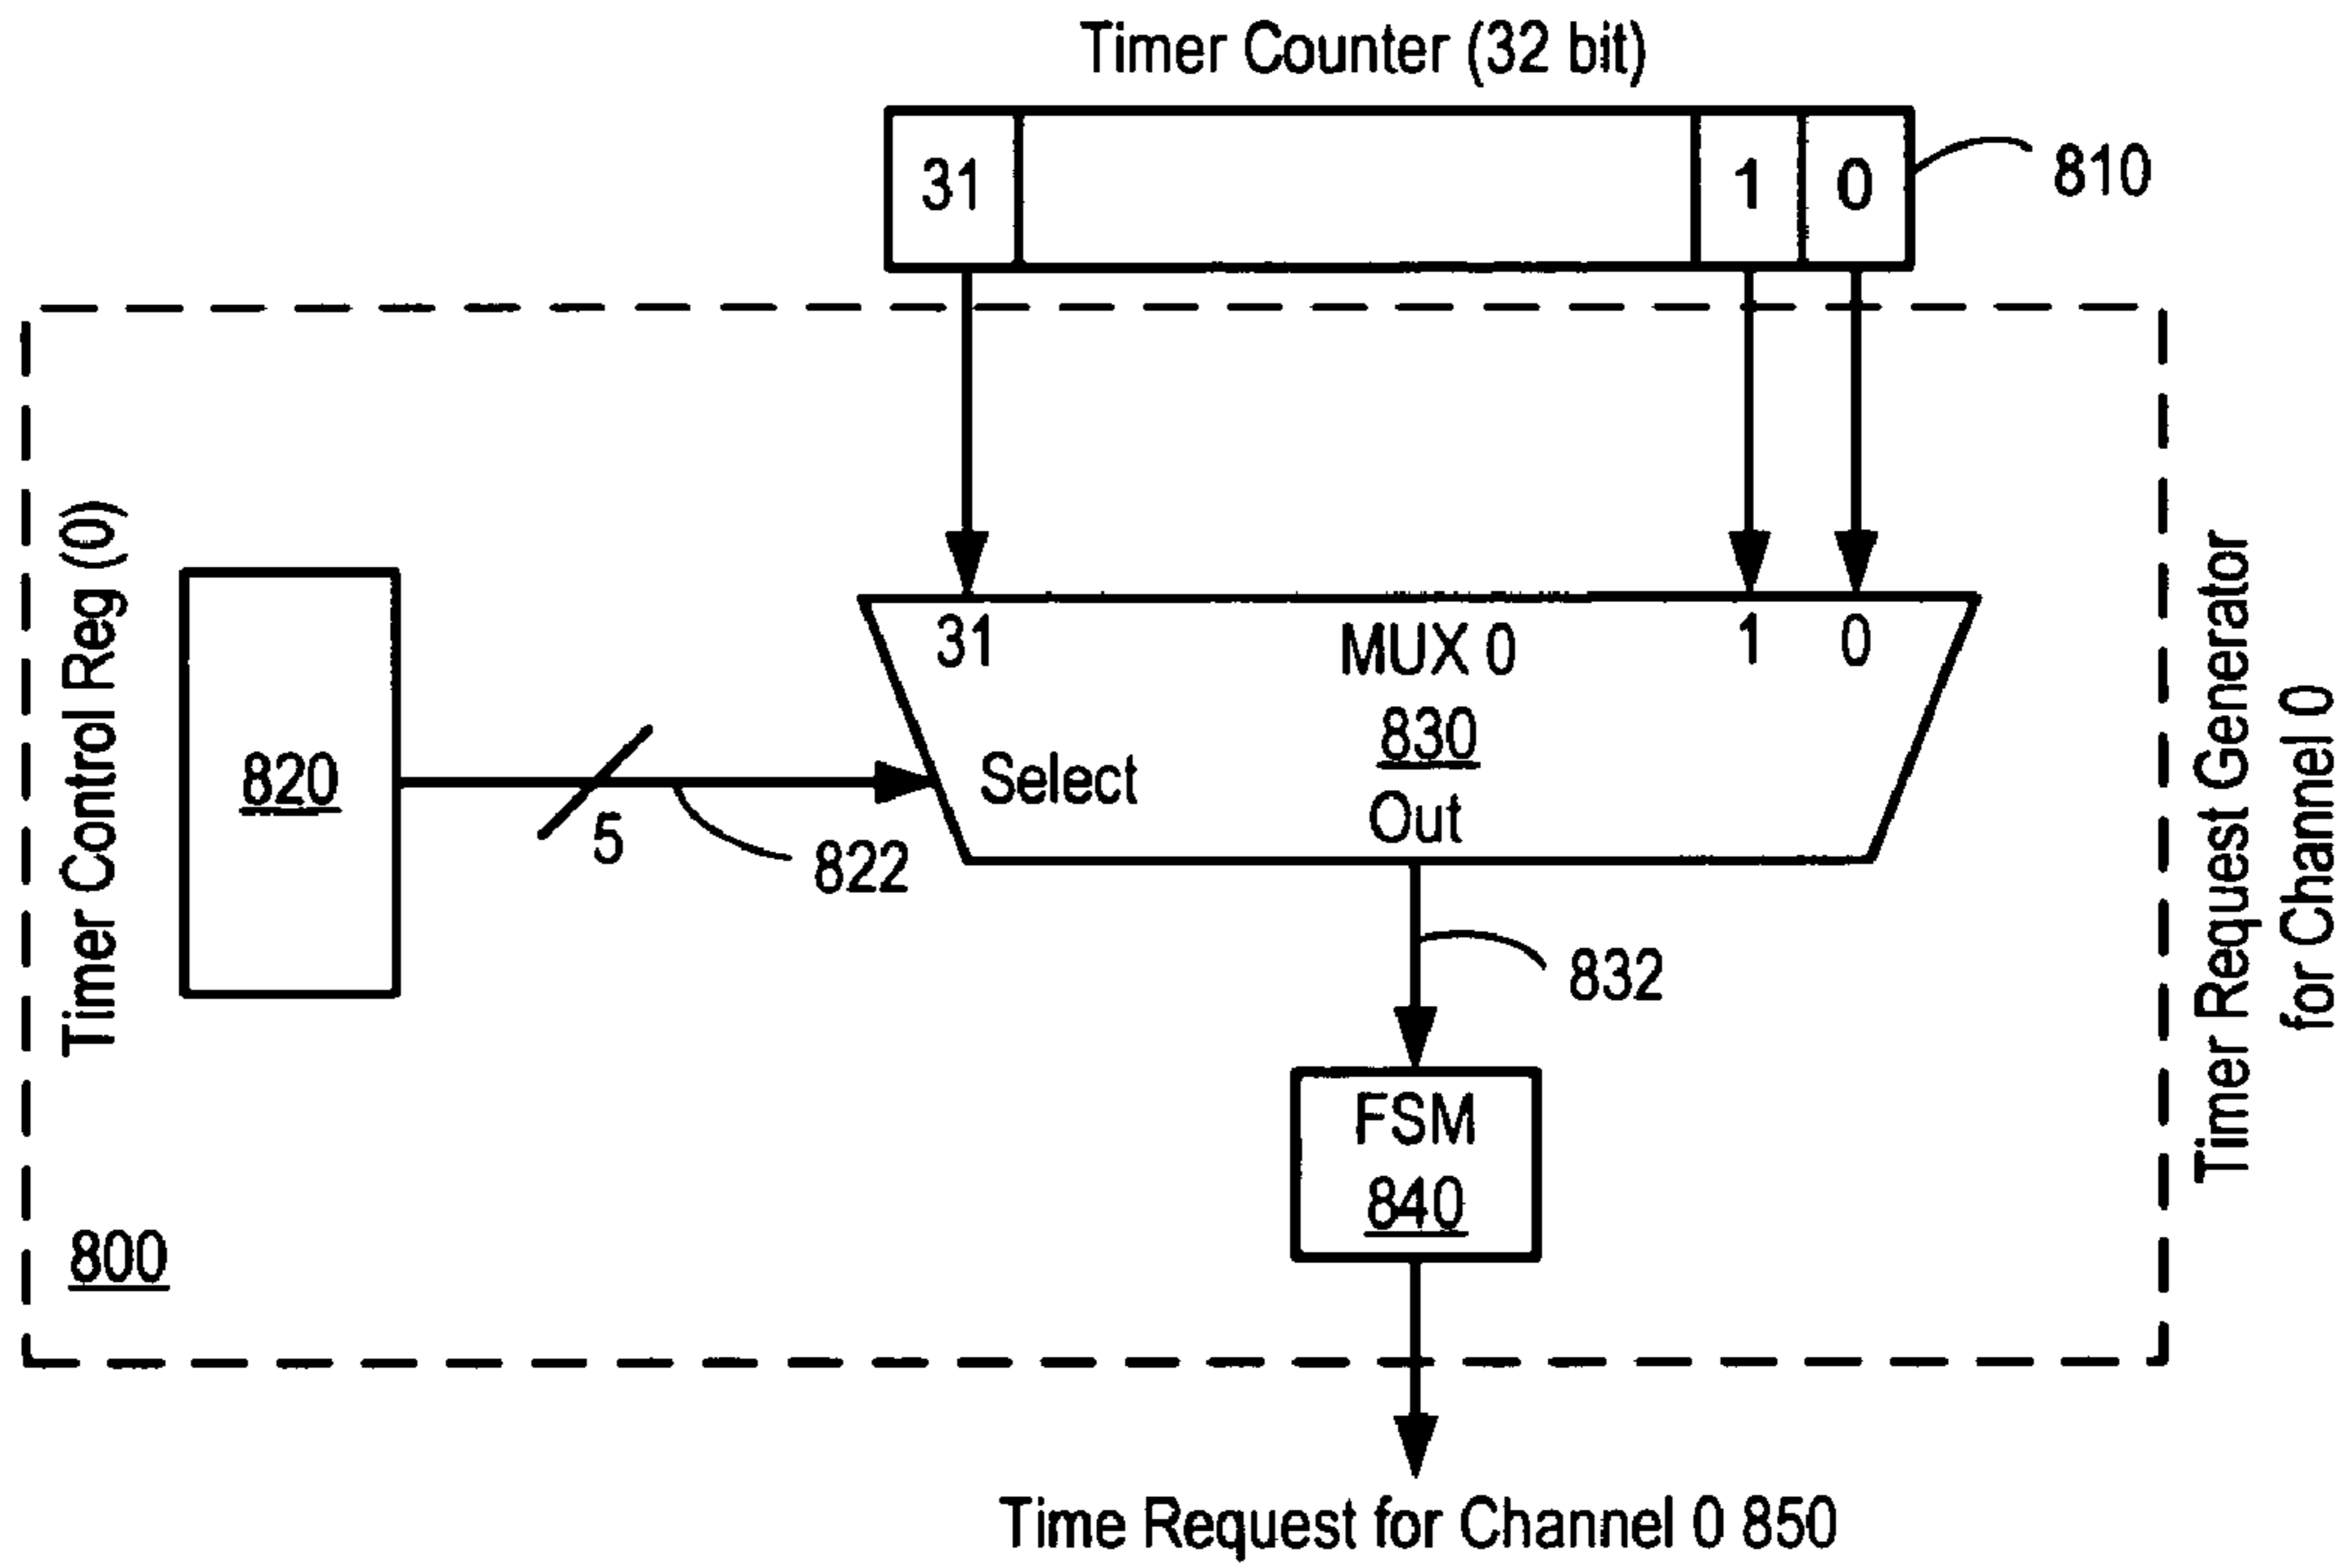 Timer Counter (32 bit)
31 1 0
810
Timer Control Reg (0)
820
5
822
31 MUX 0 1 0
830
Select
Out
832
FSM
840
800
Timer Request Generator
for Channel 0
Time Request for Channel 0 850